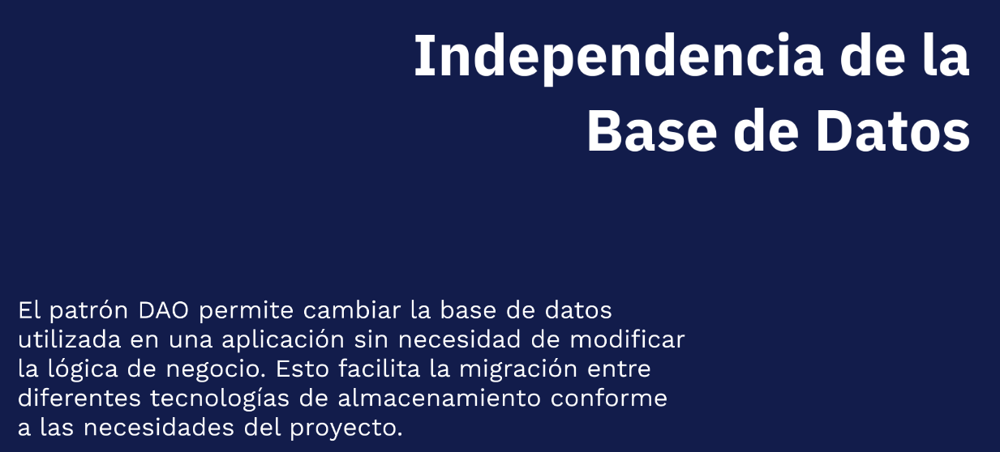 Independencia de la
Base de Datos
El patrón DAO permite cambiar la base de datos
utilizada en una aplicación sin necesidad de modificar
la lógica de negocio. Esto facilita la migración entre
diferentes tecnologías de almacenamiento conforme
a las necesidades del proyecto.